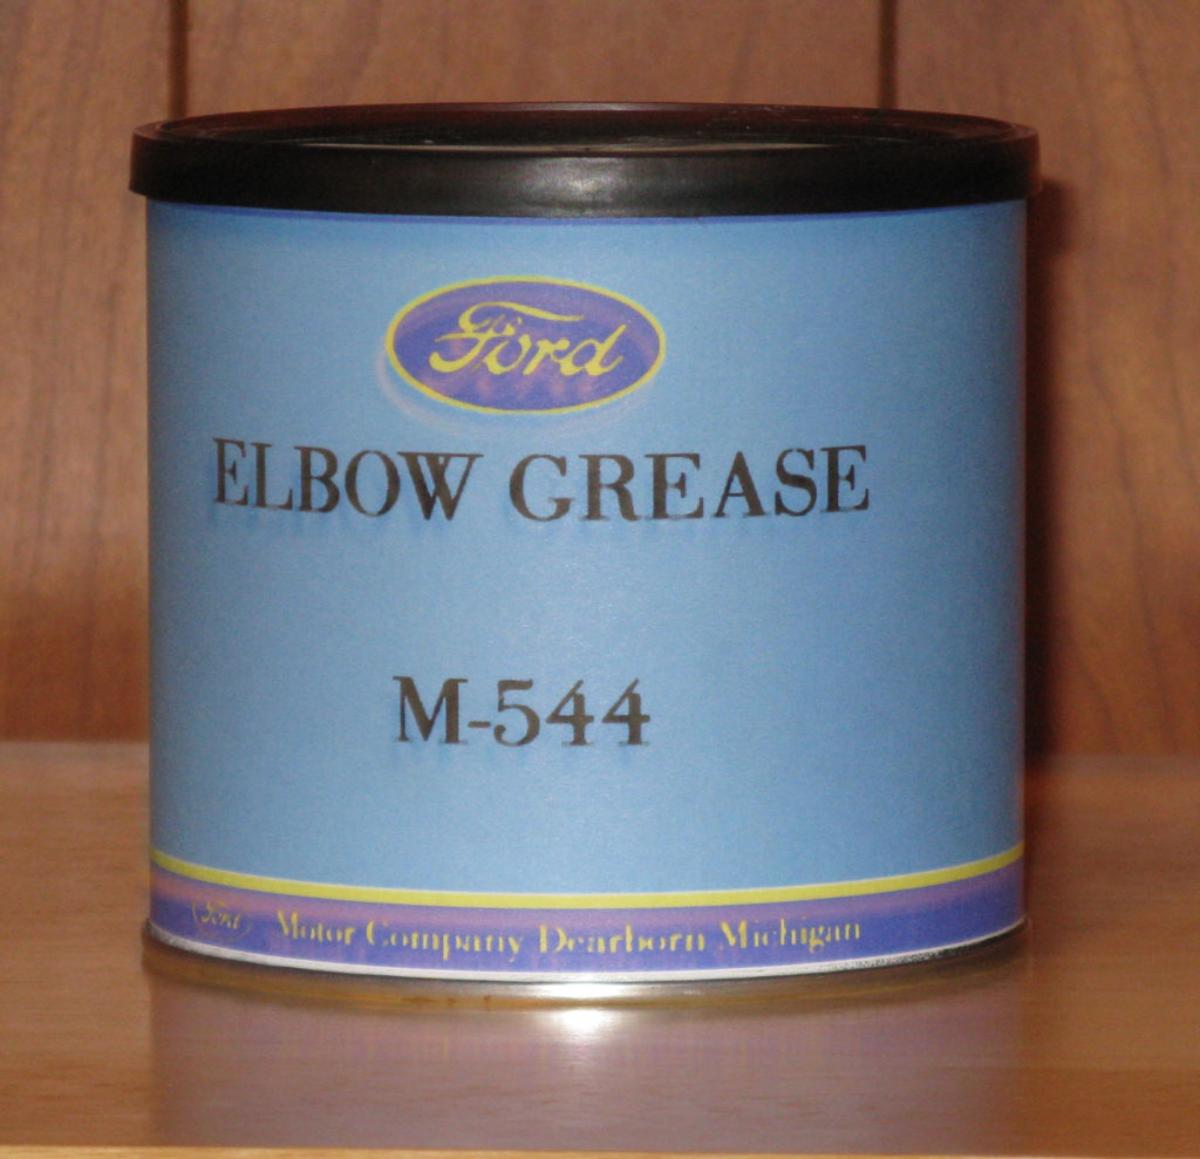 Ford
ELBOW GREASE
M-544
Ford Motor Company Dearborn Michigan